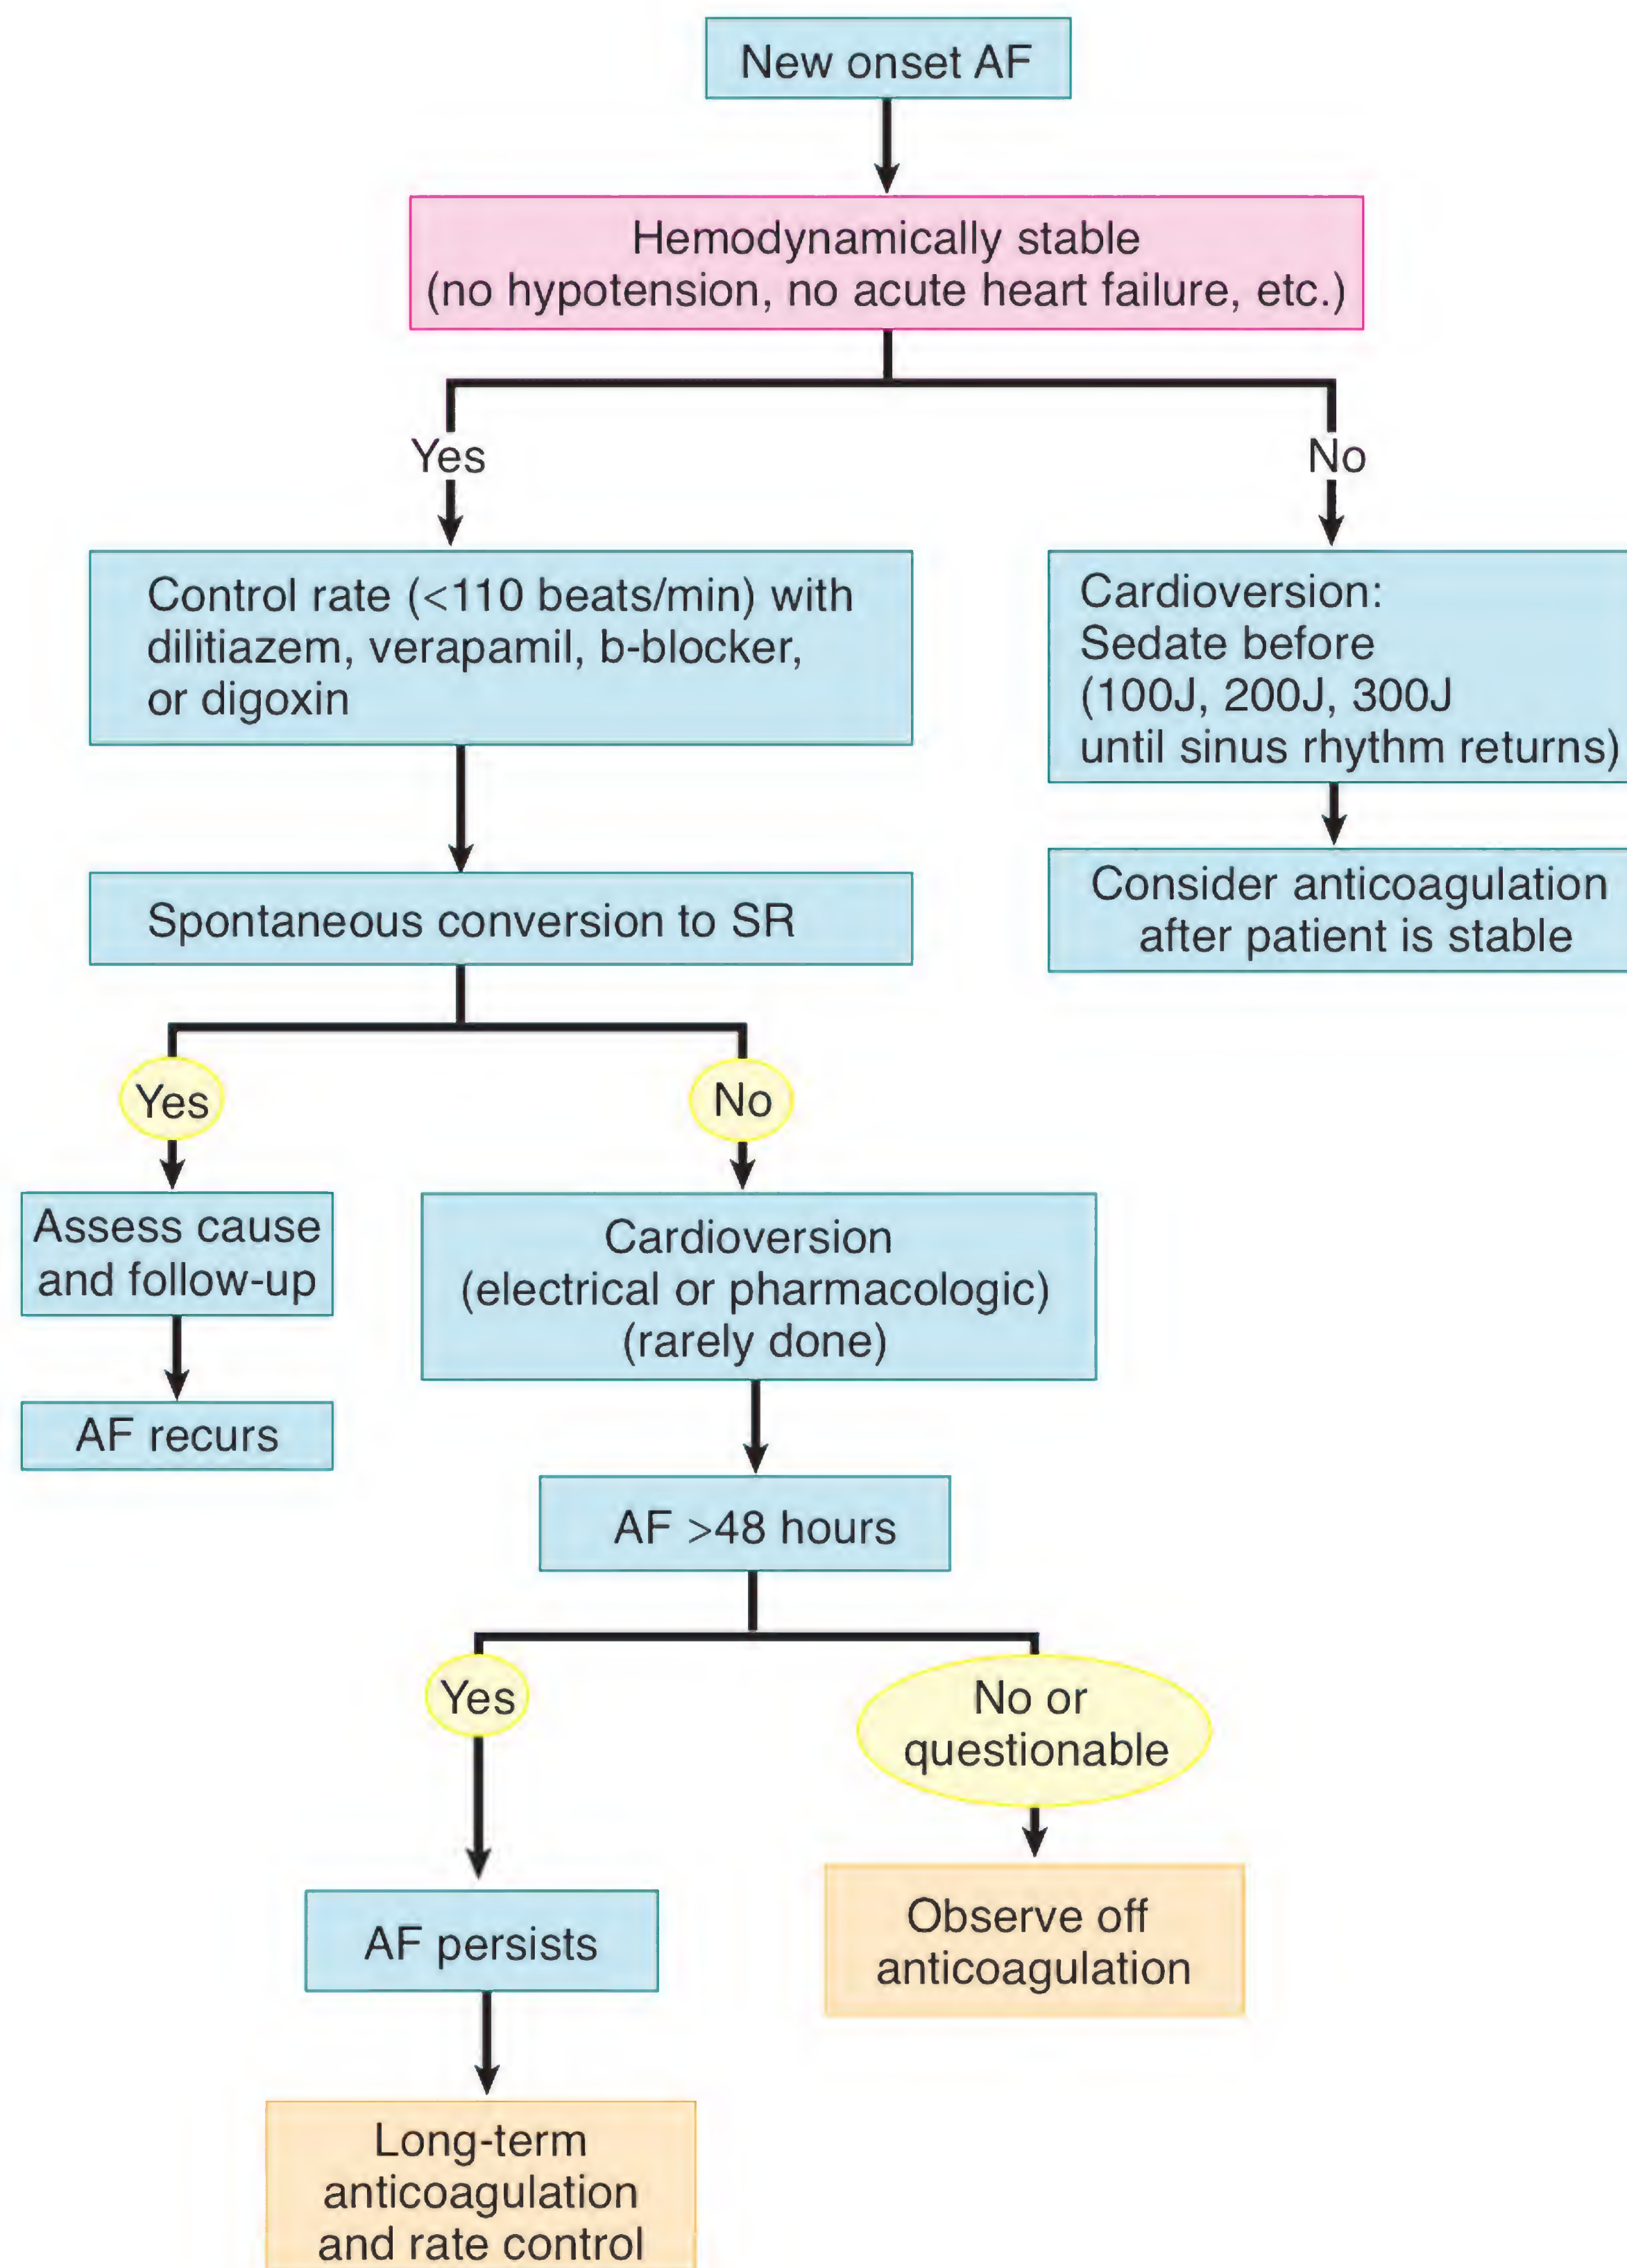 New onset AF
Hemodynamically stable
(no hypotension, no acute heart failure, etc.)
Yes
No
Control rate (<110 beats/min) with
dilitiazem, verapamil, b-blocker,
or digoxin
Cardioversion:
Sedate before
(100J, 200J, 300J
until sinus rhythm returns)
Spontaneous conversion to SR
Consider anticoagulation
after patient is stable
Yes
No
Assess cause
and follow-up
Cardioversion
(electrical or pharmacologic)
(rarely done)
AF recurs
AF >48 hours
Yes
No or
questionable
AF persists
Observe off
anticoagulation
Long-term
anticoagulation
and rate control